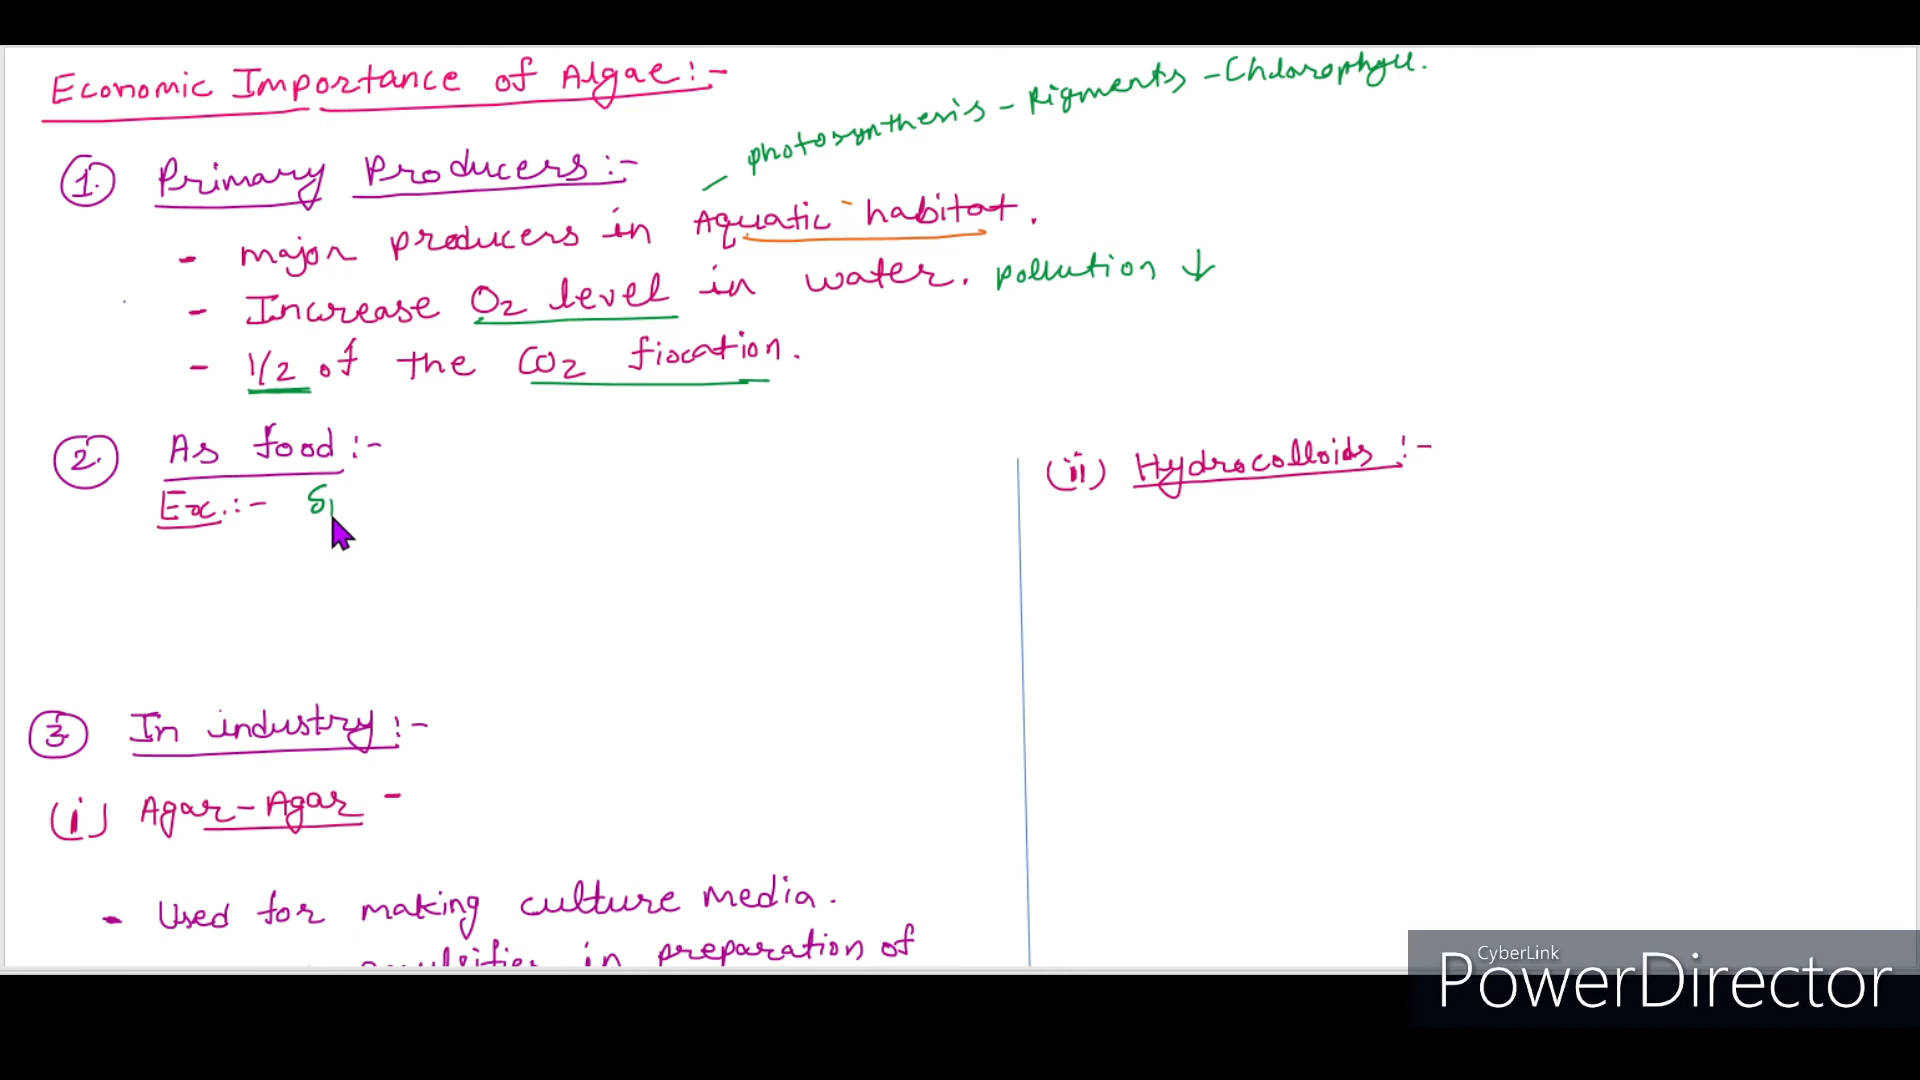 Economic Importance of Algae:-
photosynthesis - Pigments - Chlorophyll.
1. Primary Producers:-
- major producers in Aquatic habitat.
- Increase O2 level in water. pollution ↓
- 1/2 of the CO2 fixation.
2. As food:-
Ex.:-
3 In industry:-
(i) Agar-Agar -
- Used for making culture media.
in preparation of
(ii) Hydrocolloids:-
CyberLink
PowerDirector